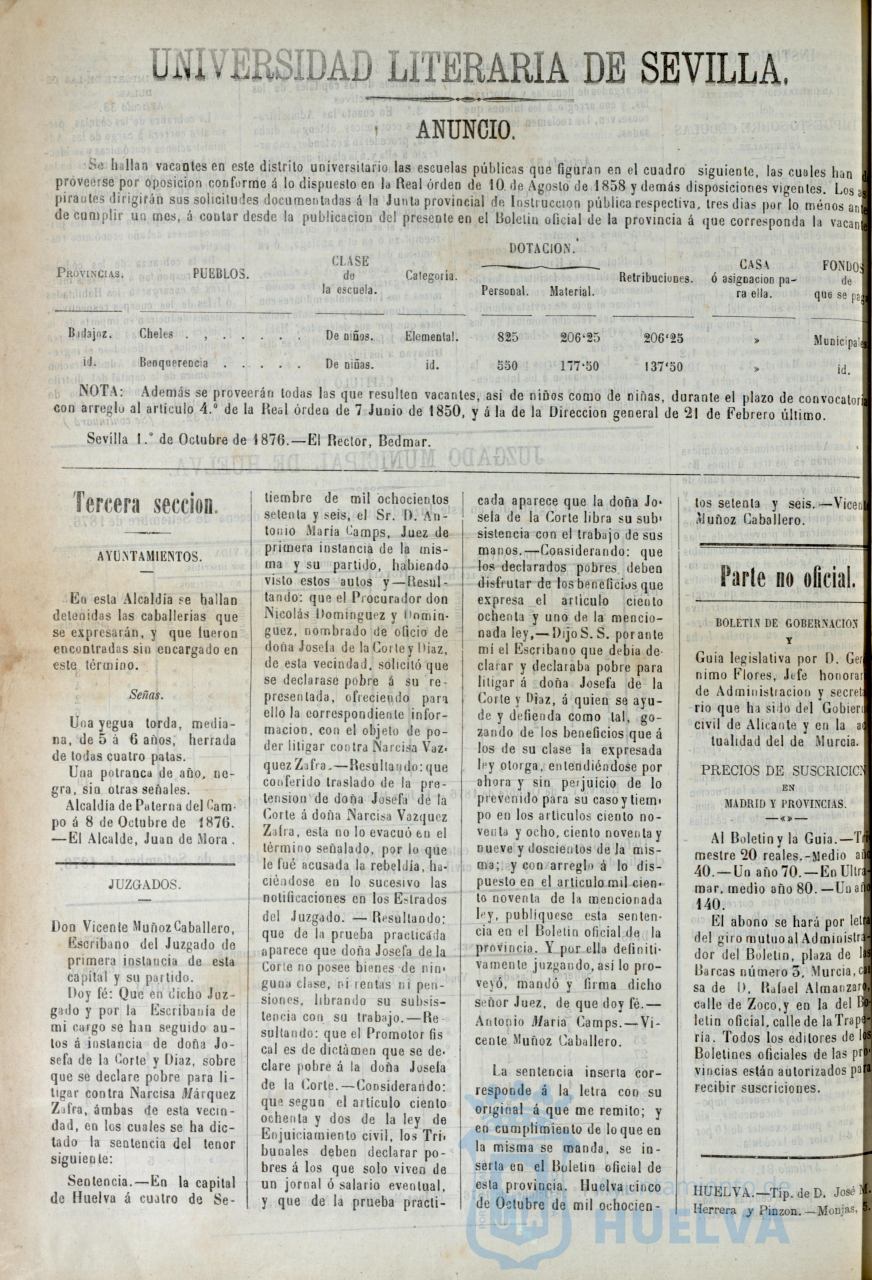 UNIVERSIDAD LITERARIA DE SEVILLA.
ANUNCIO.
Se hallan vacantes en este distrito universitario las escuelas públicas que figuran en el cuadro siguiente, las cuales han d
proveerse por oposicion conforme á lo dispuesto en la Real órden de 10 de Agosto de 1858 y demás disposiciones vigentes. Los as
pirantes dirigirán sus solicitudes documentadas á la Junta provincial de Instruccion pública respectiva, tres dias por lo ménos ante
de cumplir un mes, á contar desde la publicacion del presente en el Boletin oficial de la provincia á que corresponda la vacante
PROVINCIAS. PUEBLOS. CLASE de la escuela. Categoria. DOTACION. Personal. Material. Retribuciones. CASA ó asignacion pa- ra ella. FONDOS de que se pag
Badajoz. Cheles . , . . . . . De niños. Elemental. 825 206'25 206'25 » Municipale
id. Benquerencia . . . . . De niñas. id. 550 177'50 137'50 » id.
NOTA: Además se proveerán todas las que resulten vacantes, asi de niños como de niñas, durante el plazo de convocatoria
con arreglo al articulo 4.º de la Real órden de 7 Junio de 1850, y á la de la Direccion general de 21 de Febrero último.
Sevilla 1.º de Octubre de 1876.—El Rector, Bedmar.
Tercera seccion.
AYUNTAMIENTOS.
En esta Alcaldía se hallan
detenidas las caballerias que
se expresarán, y que fueron
encontradas sin encargado en
este término.
Señas.
Una yegua torda, media-
na, de 5 á 6 años, herrada
de todas cuatro patas.
Una potranca de año, ne-
gra, sin otras señales.
Alcaldía de Paterna del Cam-
po á 8 de Octubre de 1876.
—El Alcalde, Juan de Mora .
JUZGADOS.
Don Vicente Muñoz Caballero,
Escribano del Juzgado de
primera instancia de esta
capital y su partido.
Doy fé: Que en dicho Juz-
gado y por la Escribanía de
mi cargo se han seguido au-
tos á instancia de doña Jo-
sefa de la Corte y Diaz, sobre
que se declare pobre para li-
tigar contra Narcisa Márquez
Zafra, ámbas de esta vecin-
dad, en los cuales se ha dic-
tado la sentencia del tenor
siguiente:
Sentencia.—En la capital
de Huelva á cuatro de Se-
tiembre de mil ochocientos
setenta y seis, el Sr. D. An-
tonio Maria Camps, Juez de
primera instancia de la mis-
ma y su partido, habiendo
visto estos autos y—Resul-
tando: que el Procurador don
Nicolás Dominguez y Domin-
guez, nombrado de oficio de
doña Josefa de la Corte y Diaz,
de esta vecindad, solicitó que
se declarase pobre á su re-
presentada, ofreciendo para
ello la correspondiente infor-
macion, con el objeto de po-
der litigar contra Narcisa Vaz-
quez Zafra.—Resultando: que
conferido traslado de la pre-
tension de doña Josefa de la
Corte á doña Narcisa Vazquez
Zafra, esta no lo evacuó en el
término señalado, por lo que
le fué acusada la rebeldía, ha-
ciéndose en lo sucesivo las
notificaciones en los Estrados
del Juzgado. — Resultando:
que de la prueba practicada
aparece que doña Josefa de la
Corte no posee bienes de nin-
guna clase, ni rentas ni pen-
siones, librando su subsis-
tencia con su trabajo.—Re-
sultando: que el Promotor fis
cal es de dictámen que se de-
clare pobre á la doña Josefa
de la Corte.—Considerando:
que segun el artículo ciento
ochenta y dos de la ley de
Enjuiciamiento civil, los Tri-
bunales deben declarar po-
bres á los que solo viven de
un jornal ó salario eventual,
y que de la prueba practi-
cada aparece que la doña Jo-
sefa de la Corte libra su sub-
sistencia con el trabajo de sus
manos.—Considerando: que
los declarados pobres deben
disfrutar de los beneficios que
expresa el articulo ciento
ochenta y uno de la mencio-
nada ley,—Dijo S. S. por ante
mí el Escribano que debia de-
clarar y declaraba pobre para
litigar á doña Josefa de la
Corte y Diaz, á quien se ayu-
de y defienda como tal, go-
zando de los beneficios que á
los de su clase la expresada
ley otorga, entendiéndose por
ahora y sin perjuicio de lo
prevenido para su caso y tiem-
po en los articulos ciento no-
venta y ocho, ciento noventa y
nueve y doscientos de la mis-
ma; y con arreglo á lo dis-
puesto en el articulo mil cien-
to noventa de la mencionada
ley, publiquese esta senten-
cia en el Boletin oficial de la
provincia. Y por ella definiti-
vamente juzgando, asi lo pro-
veyó, mandó y firma dicho
señor Juez, de que doy fé.—
Antonio Maria Camps.—Vi-
cente Muñoz Caballero.
La sentencia inserta cor-
responde á la letra con su
original á que me remito; y
en cumplimiento de lo que en
la misma se manda, se in-
serta en el Boletin oficial de
esta provincia. Huelva cinco
de Octubre de mil ochocien-
tos setenta y seis.—Vicent
Muñoz Caballero.
Parte no oficial.
BOLETIN DE GOBERNACION
Y
Guia legislativa por D. Ger
nimo Flores, Jefe honorar
de Administracion y secreta
rio que ha sido del Gobiern
civil de Alicante y en la ac
tualidad del de Murcia.
PRECIOS DE SUSCRICION
EN
MADRID Y PROVINCIAS.
—«»—
Al Boletin y la Guia.—Tri
mestre 20 reales.-Medio año
40.—Un año 70.—En Ultra-
mar, medio año 80.—Un año
140.
El abono se hará por letra
del giro mutuo al Administra-
dor del Boletin, plaza de las
Barcas número 3, Murcia, ca
sa de D. Rafael Almanzaro,
calle de Zoco, y en la del Bo-
letin oficial, calle de la Trape-
ría. Todos los editores de los
Boletines oficiales de las pro-
vincias están autorizados para
recibir suscriciones.
HUELVA.—Tip. de D. José M.
Herrera y Pinzon.—Monjas, 5.
Ayuntamiento de
HUELVA